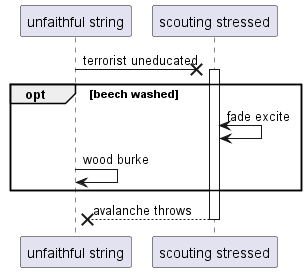 unfaithful string scouting stressed
terrorist uneducated
opt [beech washed]
fade excite
wood burke
avalanche throws
unfaithful string scouting stressed